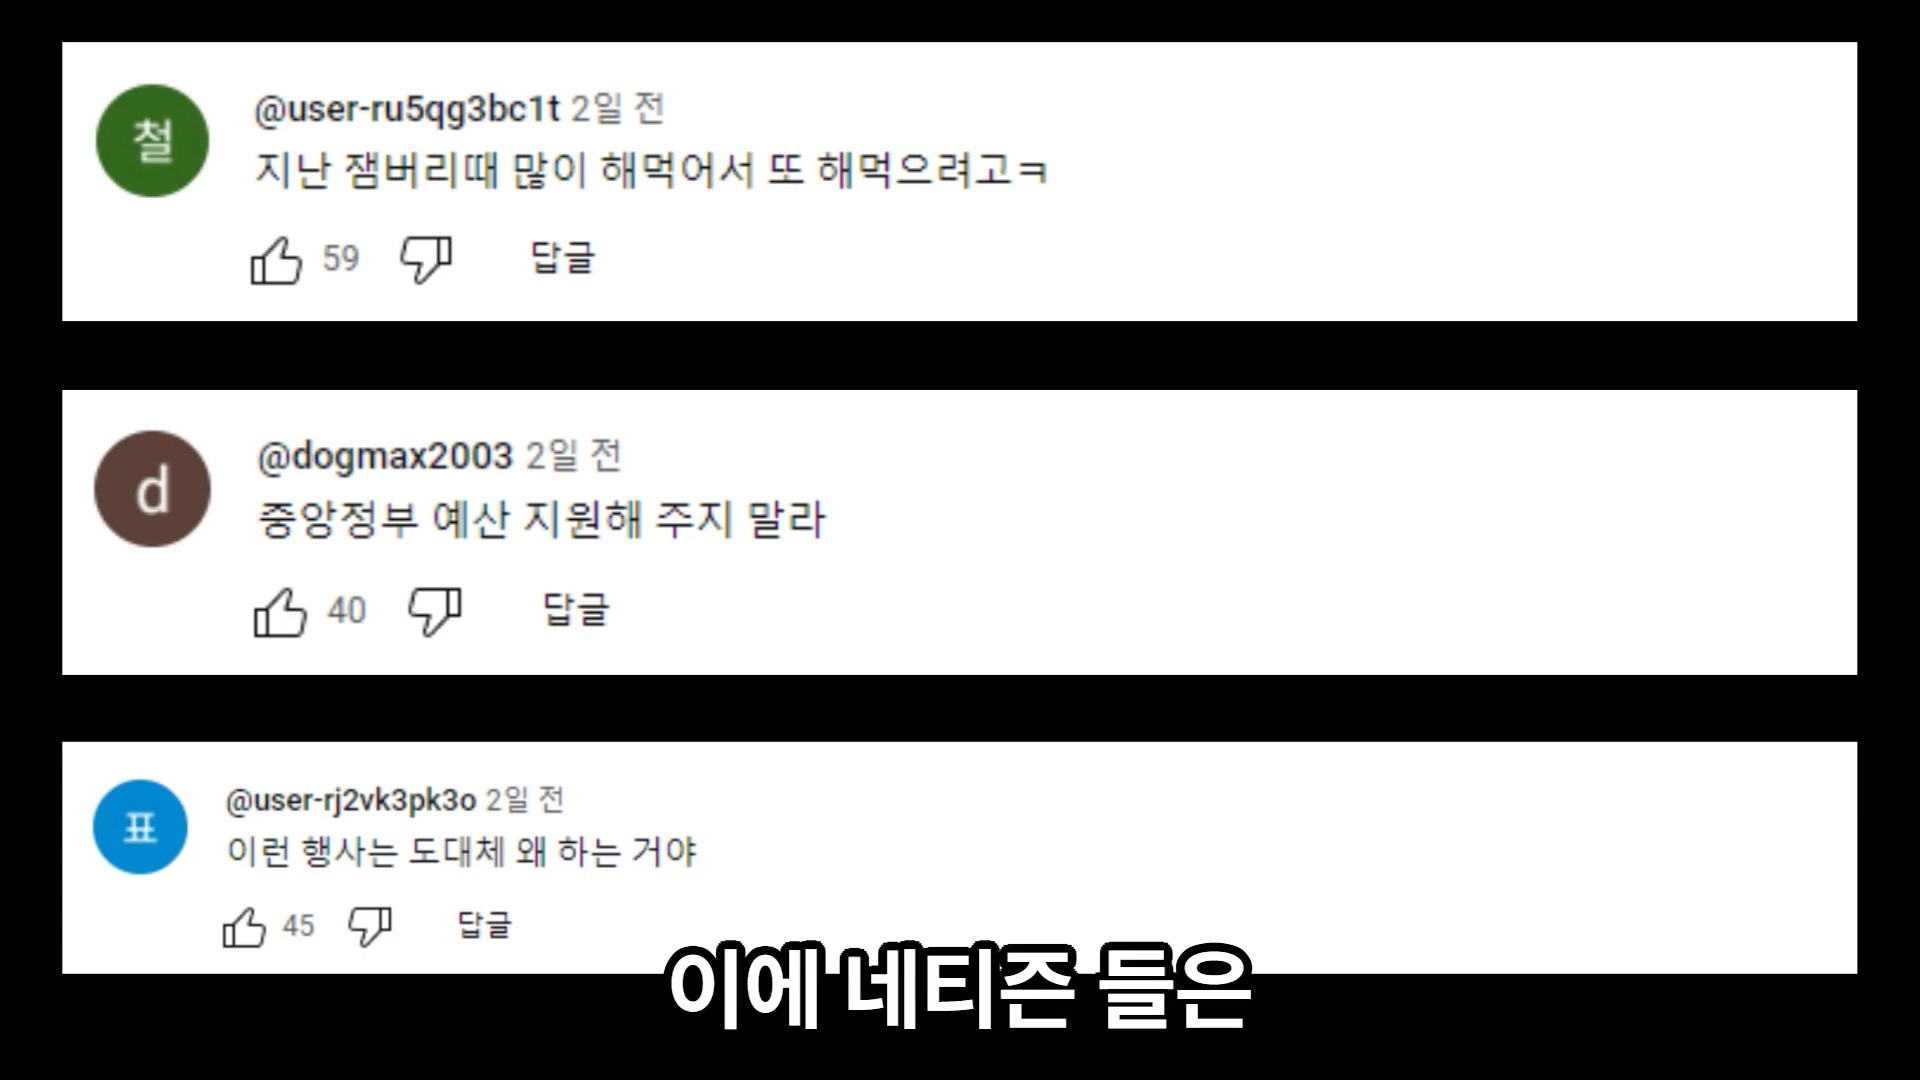 철
@user-ru5qg3bc1t 2일 전
지난 잼버리때 많이 해먹어서 또 해먹으려고ㅋ
59 답글
d
@dogmax2003 2일 전
중앙정부 예산 지원해 주지 말라
40 답글
표
@user-rj2vk3pk3o 2일 전
이런 행사는 도대체 왜 하는 거야
45 답글
이에 네티즌 들은